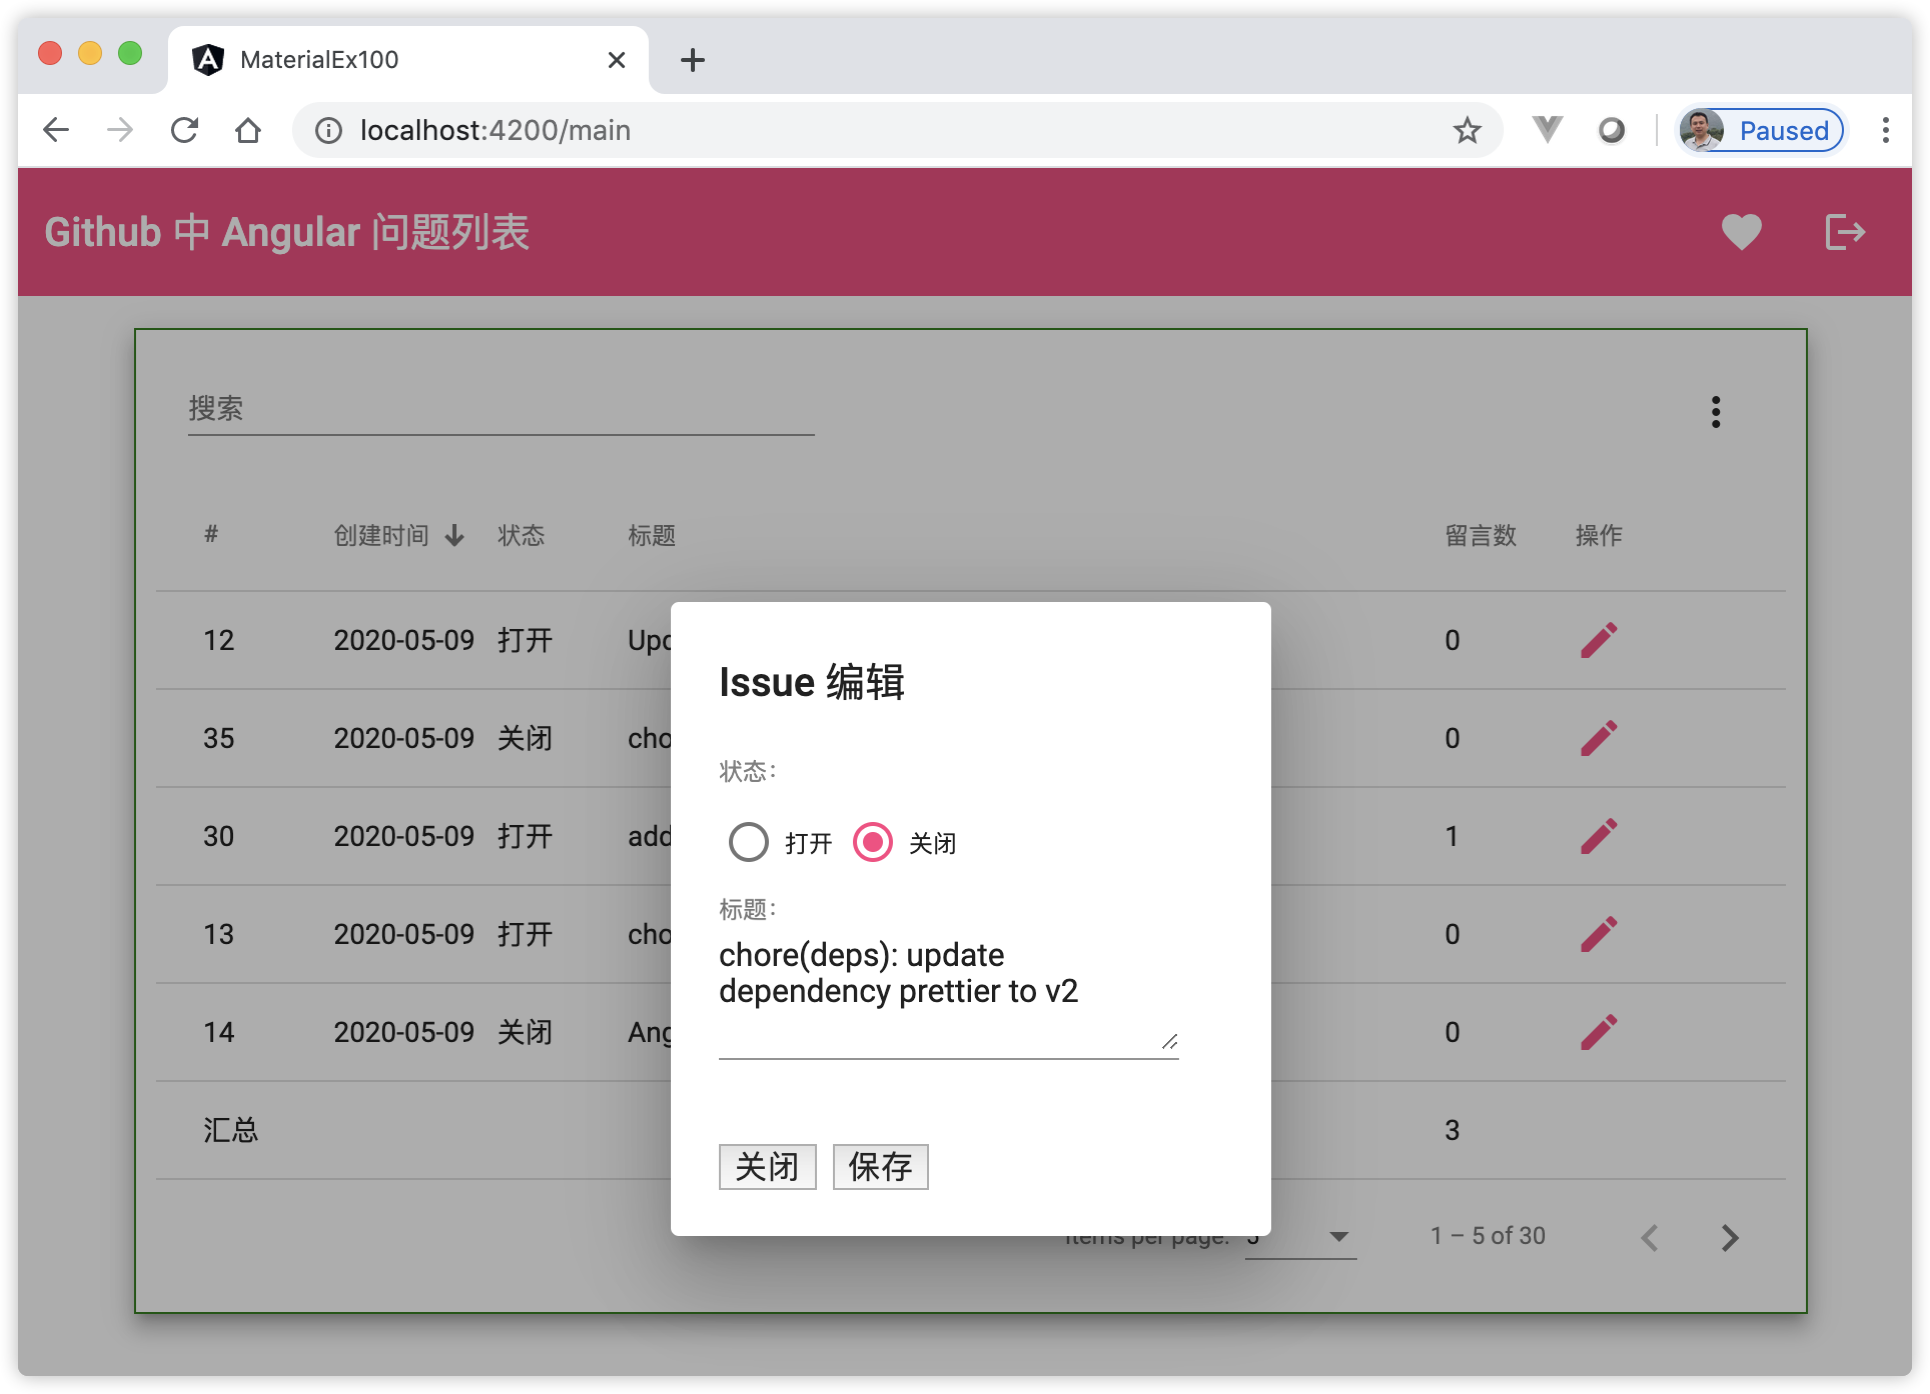 MaterialEx100
localhost:4200/main
Paused
Github 中 Angular 问题列表
搜索
# 创建时间 状态 标题 留言数 操作
12 2020-05-09 打开 Upd 0
35 2020-05-09 关闭 cho 0
30 2020-05-09 打开 add 1
13 2020-05-09 打开 cho 0
14 2020-05-09 关闭 Ang 0
汇总 3
Issue 编辑
状态：
打开 关闭
标题：
chore(deps): update
dependency prettier to v2
关闭 保存
Items per page: 5 1 – 5 of 30